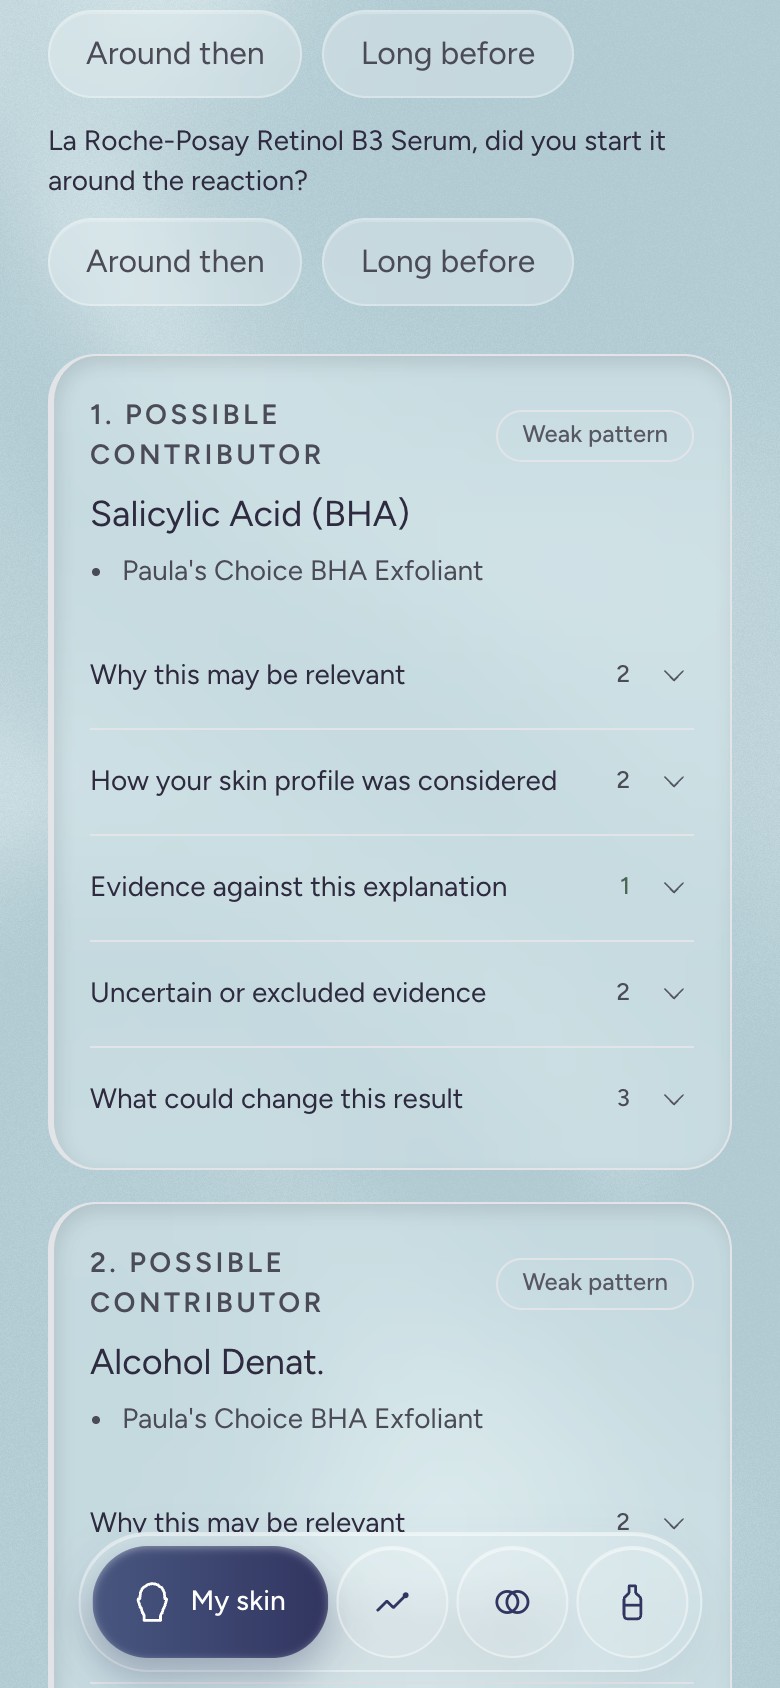 Around then
Long before
La Roche-Posay Retinol B3 Serum, did you start it
around the reaction?
Around then
Long before
1. POSSIBLE
CONTRIBUTOR
Weak pattern
Salicylic Acid (BHA)
• Paula's Choice BHA Exfoliant
Why this may be relevant 2
How your skin profile was considered 2
Evidence against this explanation 1
Uncertain or excluded evidence 2
What could change this result 3
2. POSSIBLE
CONTRIBUTOR
Weak pattern
Alcohol Denat.
• Paula's Choice BHA Exfoliant
Why this may be relevant 2
My skin